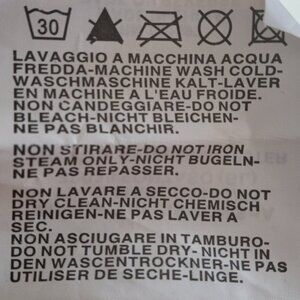 30
LAVAGGIO A MACCHINA ACQUA
FREDDA-MACHINE WASH COLD-
WASCHMASCHINE KALT-LAVER
EN MACHINE A L'EAU FROIDE.
NON CANDEGGIARE-DO NOT
BLEACH-NICHT BLEICHEN-
NE PAS BLANCHIR.
NON STIRARE-DO NOT IRON
STEAM ONLY-NICHT BUGELN-
NE PAS REPASSER.
NON LAVARE A SECCO-DO NOT
DRY CLEAN-NICHT CHEMISCH
REINIGEN-NE PAS LAVER A
SEC.
NON ASCIUGARE IN TAMBURO-
DO NOT TUMBLE DRY- NICHT IN
DEN WASCENTROCKNER-NE PAS
UTILISER DE SECHE-LINGE.